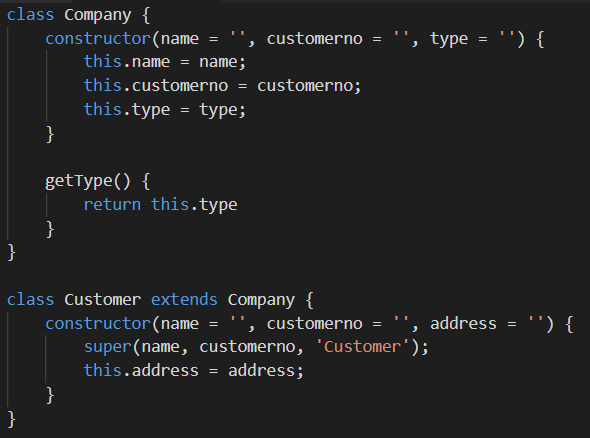 class Company {
    constructor(name = '', customerno = '', type = '') {
        this.name = name;
        this.customerno = customerno;
        this.type = type;
    }

    getType() {
        return this.type
    }
}

class Customer extends Company {
    constructor(name = '', customerno = '', address = '') {
        super(name, customerno, 'Customer');
        this.address = address;
    }
}